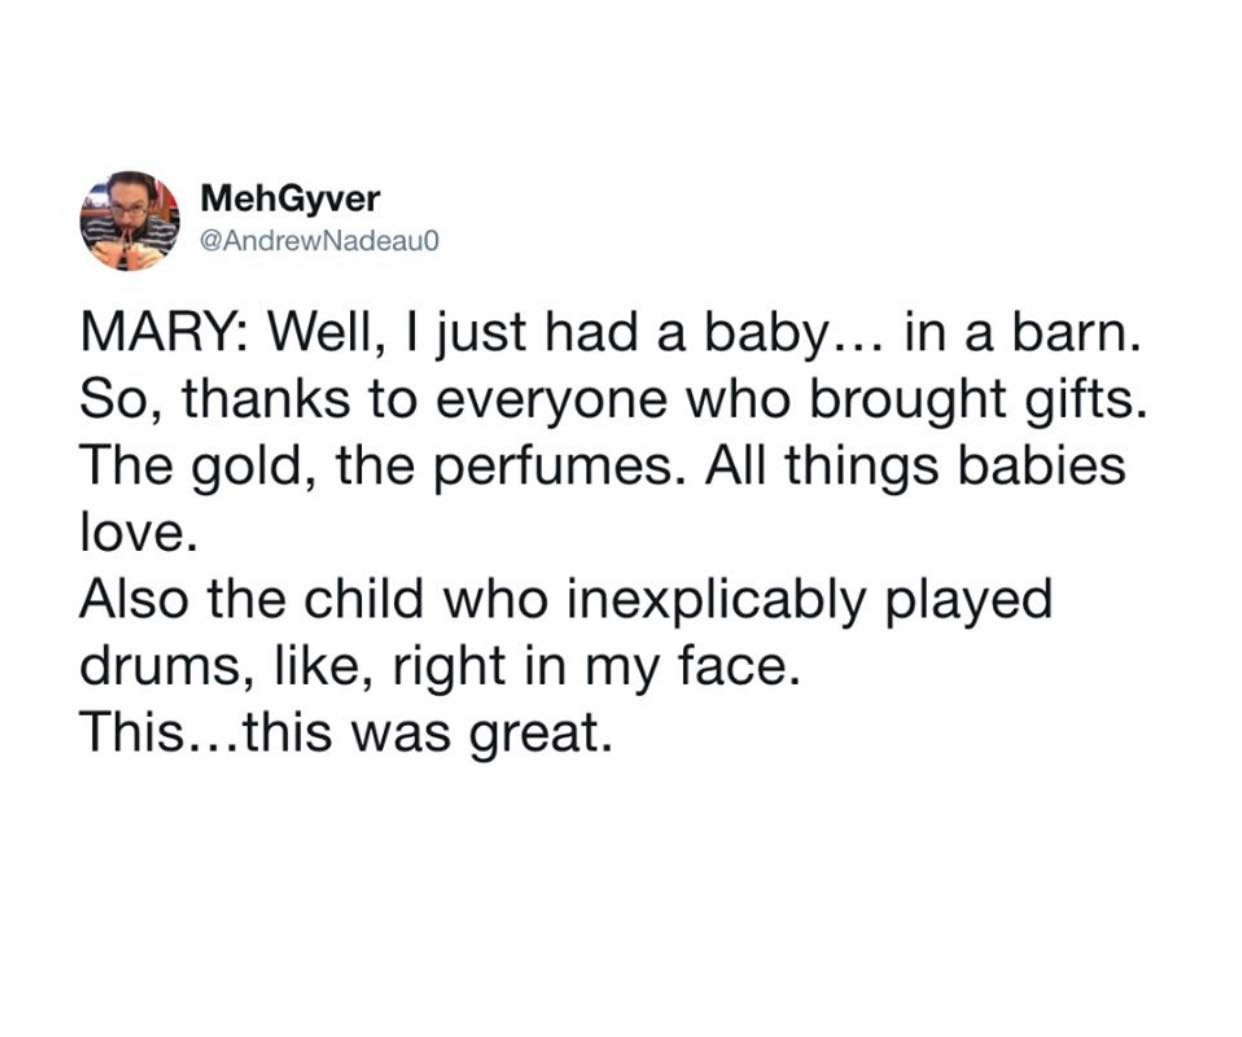 MehGyver
@AndrewNadeau0
MARY: Well, I just had a baby... in a barn.
So, thanks to everyone who brought gifts.
The gold, the perfumes. All things babies
love.
Also the child who inexplicably played
drums, like, right in my face.
This...this was great.